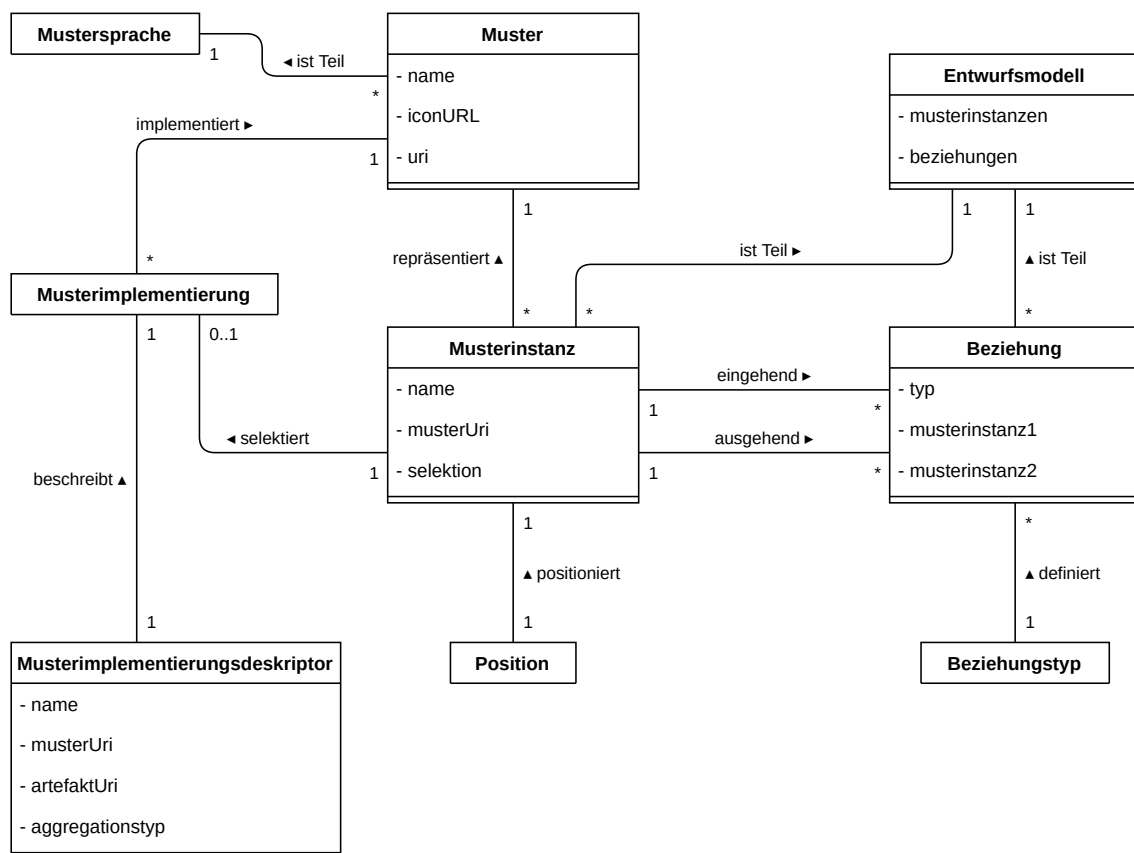 Mustersprache
1
◂ ist Teil
*
Muster
- name
- iconURL
- uri
implementiert ▸
1
*
Entwurfsmodell
- musterinstanzen
- beziehungen
1
repräsentiert ▴
*
1
ist Teil ▸
*
1
▴ ist Teil
*
Musterimplementierung
1
0..1
◂ selektiert
1
Musterinstanz
- name
- musterUri
- selektion
eingehend ▸
1
*
ausgehend ▸
1
*
Beziehung
- typ
- musterinstanz1
- musterinstanz2
beschreibt ▴
1
1
▴ positioniert
1
*
▴ definiert
1
Musterimplementierungsdeskriptor
- name
- musterUri
- artefaktUri
- aggregationstyp
Position
Beziehungstyp